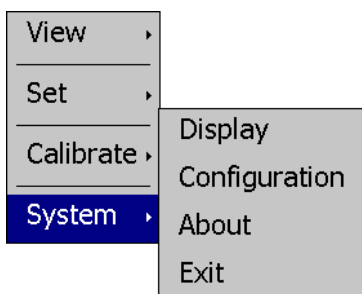 View
Set
Calibrate
System
Display
Configuration
About
Exit